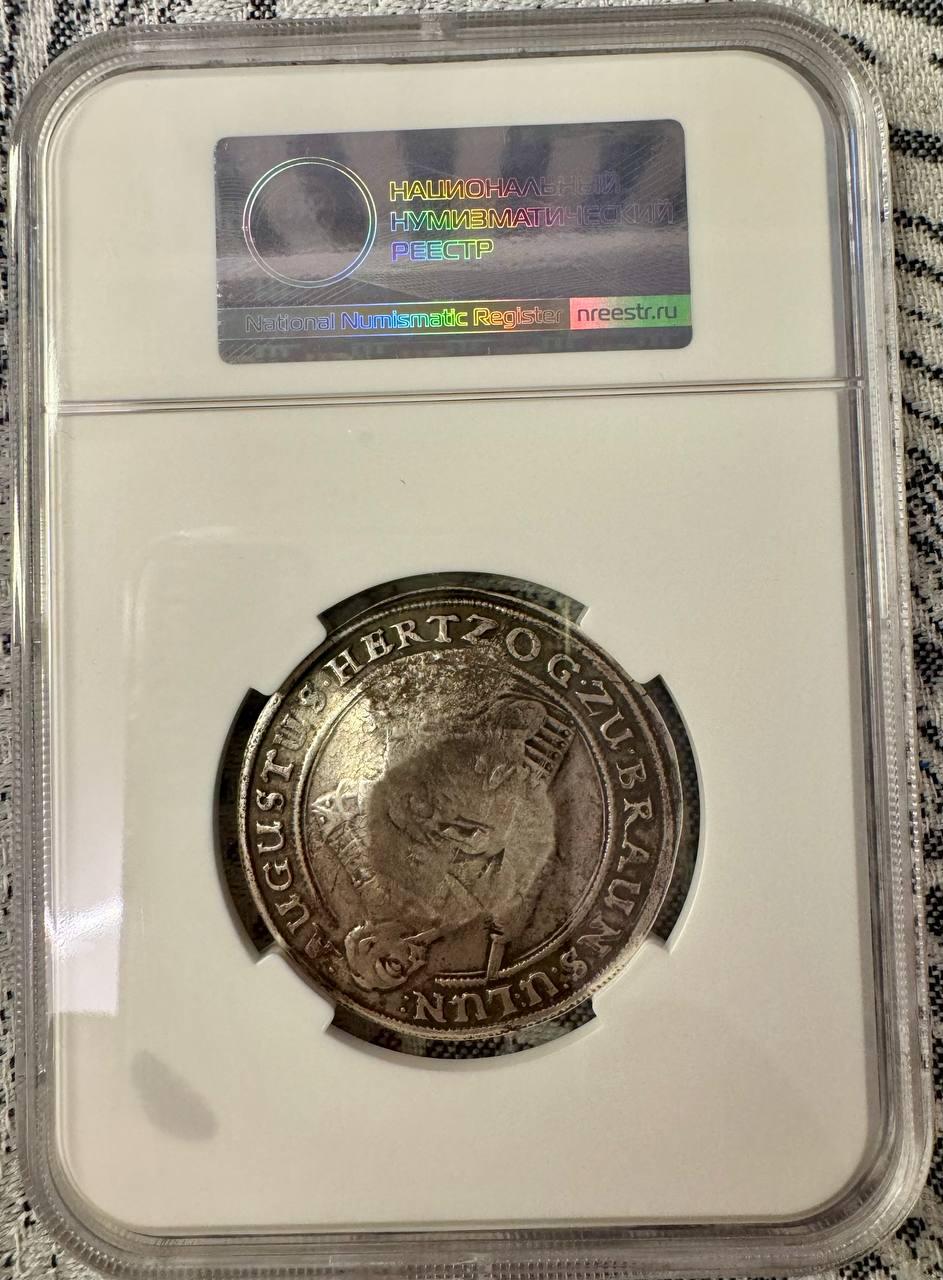 НАЦИОНАЛЬНЫЙ
НУМИЗМАТИЧЕСКИЙ
РЕЕСТР
National Numismatic Register
nreestr.ru
AUGUSTUS·HERTZOG·ZU·BRAUNS:U:LUN: